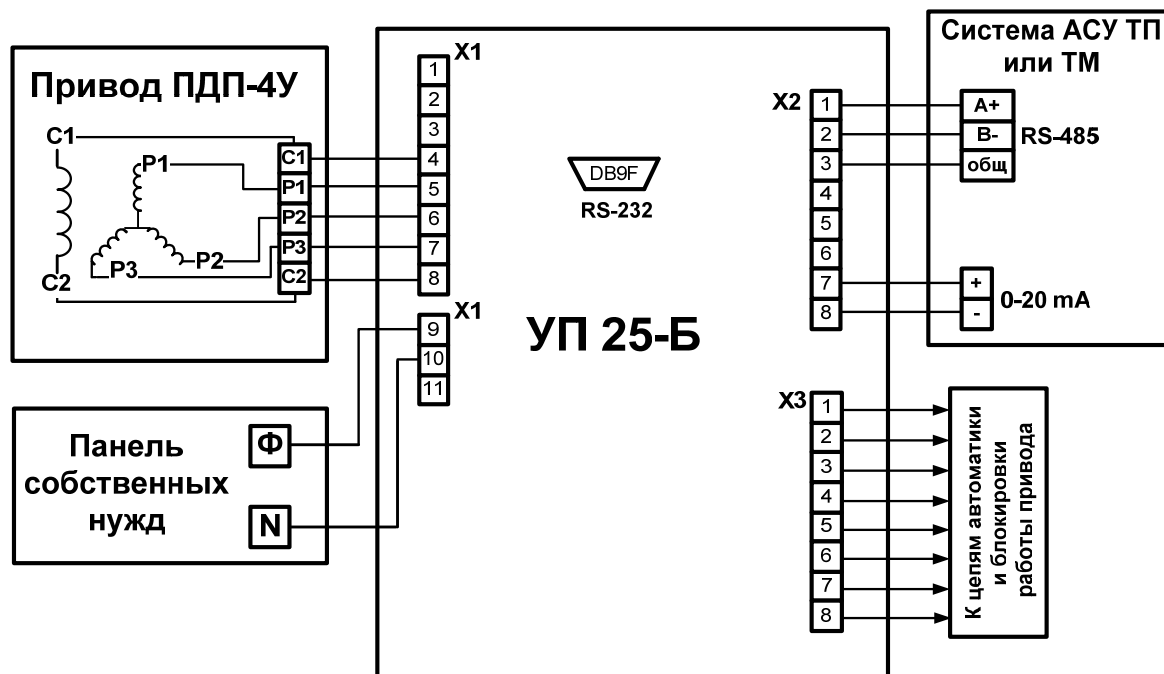 Привод ПДП-4У
C1
P1
P3
P2
C2
C1
P1
P2
P3
C2
X1
1
2
3
4
5
6
7
8
X1
9
10
11
Панель
собственных
нужд
Ф
N
DB9F
RS-232
УП 25-Б
X2
1
2
3
4
5
6
7
8
Система АСУ ТП
или ТМ
A+
B-
общ
RS-485
+
-
0-20 mA
X3
1
2
3
4
5
6
7
8
К цепям автоматики
и блокировки
работы привода